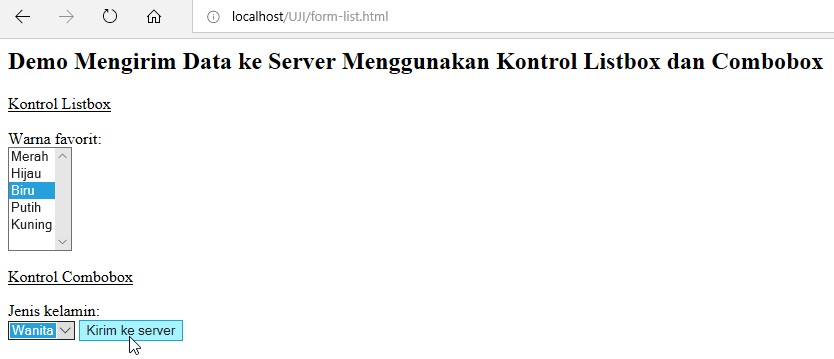 localhost/UJI/form-list.html
Demo Mengirim Data ke Server Menggunakan Kontrol Listbox dan Combobox
Kontrol Listbox
Warna favorit:
Merah
Hijau
Biru
Putih
Kuning
Kontrol Combobox
Jenis kelamin:
Wanita Kirim ke server